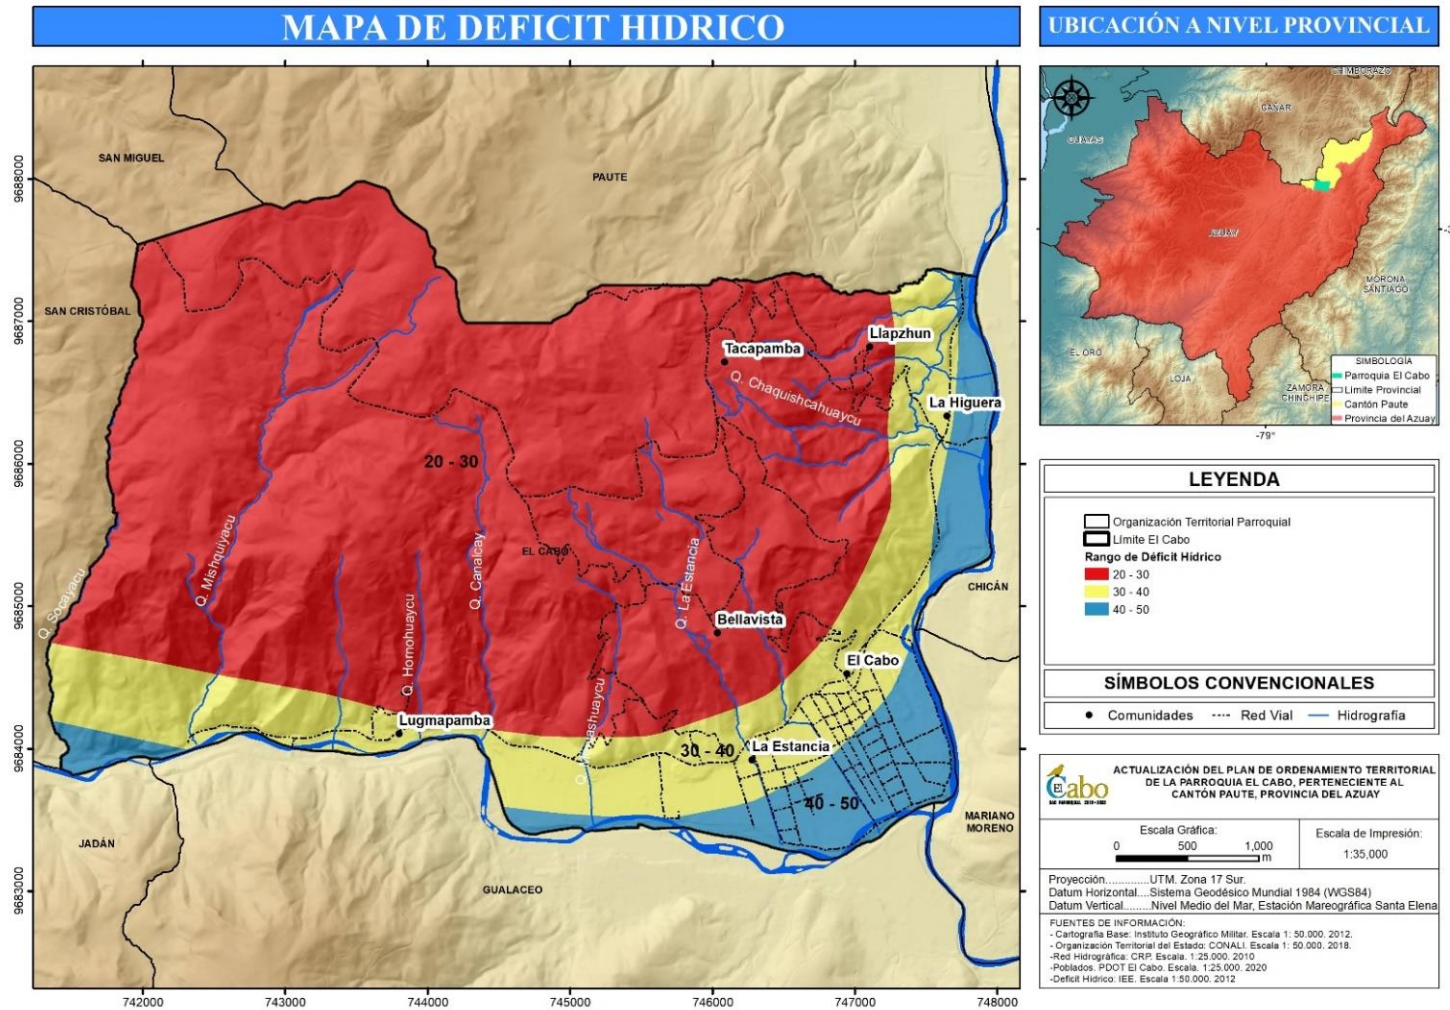 MAPA DE DEFICIT HIDRICO
UBICACIÓN A NIVEL PROVINCIAL
SAN MIGUEL
PAUTE
SAN CRISTÓBAL
Llapzhun
Tacapamba
Q. Chaquishcahuaycu
La Higuera
20 - 30
Q. Mishquiyacu
Q. Canalcay
EL CABO
Q. La Estancia
CHICÁN
Q. Socayacu
Bellavista
Q. Hornohuaycu
El Cabo
Lugmapamba
30 - 40
La Estancia
40 - 50
MARIANO
MORENO
JADÁN
GUALACEO
9688000
9687000
9686000
9685000
9684000
9683000
742000
743000
744000
745000
746000
747000
748000
CHIMBORAZO
CAÑAR
GUAYAS
AZUAY
MORONA
SANTIAGO
EL ORO
LOJA
ZAMORA
CHINCHIPE
-79°
SIMBOLOGÍA
Parroquia El Cabo
Limite Provincial
Cantón Paute
Provincia del Azuay
LEYENDA
Organización Territorial Parroquial
Límite El Cabo
Rango de Déficit Hídrico
20 - 30
30 - 40
40 - 50
SÍMBOLOS CONVENCIONALES
Comunidades
Red Vial
Hidrografía
El Cabo
ACTUALIZACIÓN DEL PLAN DE ORDENAMIENTO TERRITORIAL
DE LA PARROQUIA EL CABO, PERTENECIENTE AL
CANTÓN PAUTE, PROVINCIA DEL AZUAY
Escala Gráfica:
0 500 1,000
m
Escala de Impresión:
1:35,000
Proyección.............UTM. Zona 17 Sur.
Datum Horizontal....Sistema Geodésico Mundial 1984 (WGS84)
Datum Vertical.........Nivel Medio del Mar, Estación Mareográfica Santa Elena
FUENTES DE INFORMACIÓN:
- Cartografía Base: Instituto Geográfico Militar. Escala 1: 50.000. 2012.
- Organización Territorial del Estado: CONALI. Escala 1: 50.000. 2018.
-Red Hidrográfica: CRP. Escala. 1:25.000. 2010
-Poblados. PDOT El Cabo. Escala. 1:25.000. 2020
-Deficit Hidrico: IEE. Escala 1:50.000. 2012